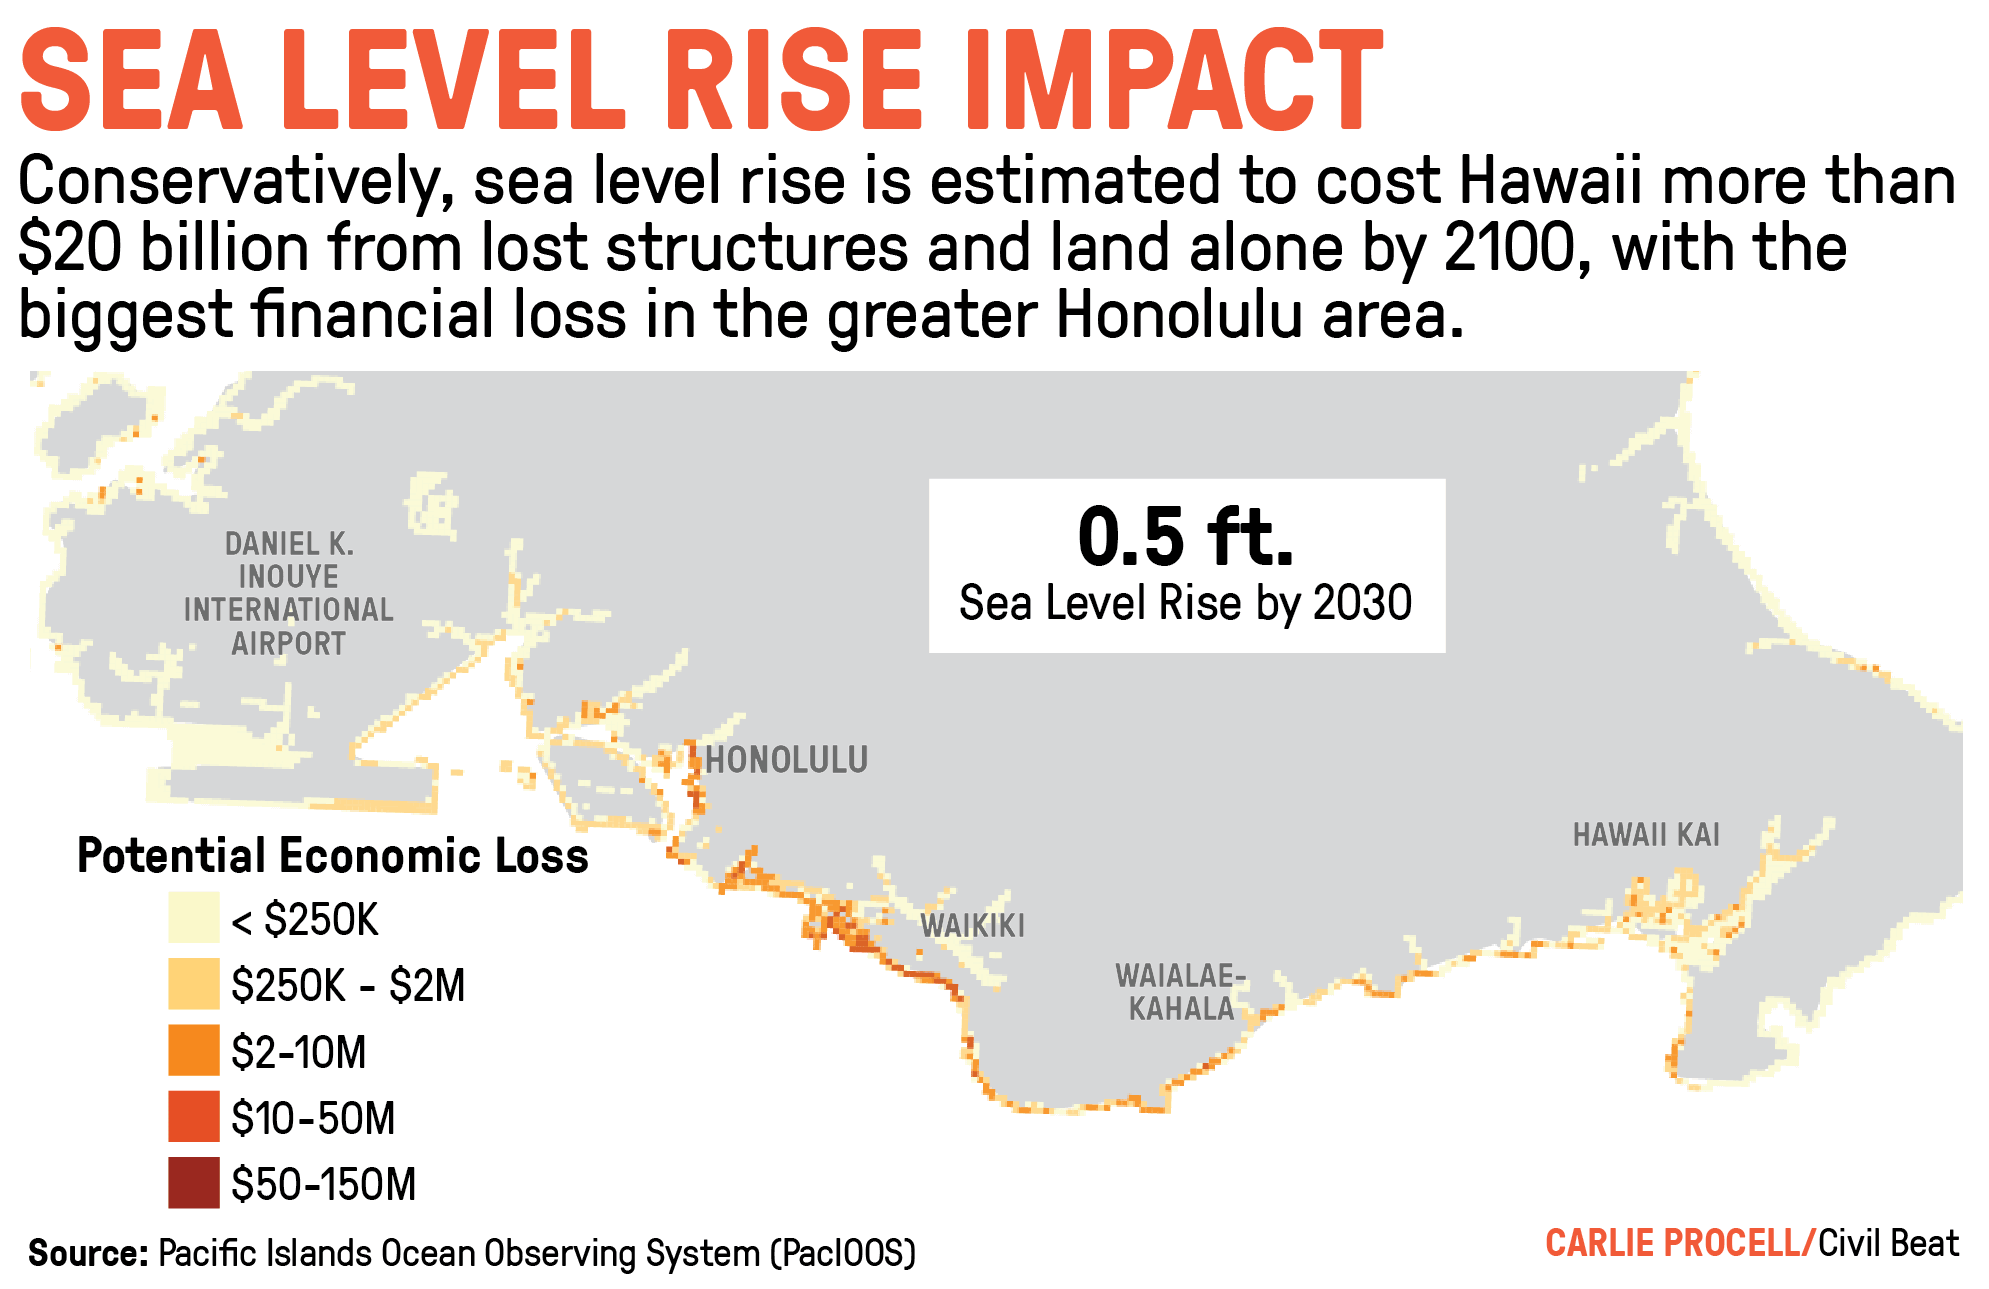 SEA LEVEL RISE IMPACT
Conservatively, sea level rise is estimated to cost Hawaii more than
$20 billion from lost structures and land alone by 2100, with the
biggest financial loss in the greater Honolulu area.
0.5 ft.
Sea Level Rise by 2030
DANIEL K.
INOUYE
INTERNATIONAL
AIRPORT
HONOLULU
HAWAII KAI
WAIKIKI
WAIALAE-
KAHALA
Potential Economic Loss
< $250K
$250K - $2M
$2-10M
$10-50M
$50-150M
Source: Pacific Islands Ocean Observing System (PacIOOS)
CARLIE PROCELL/Civil Beat